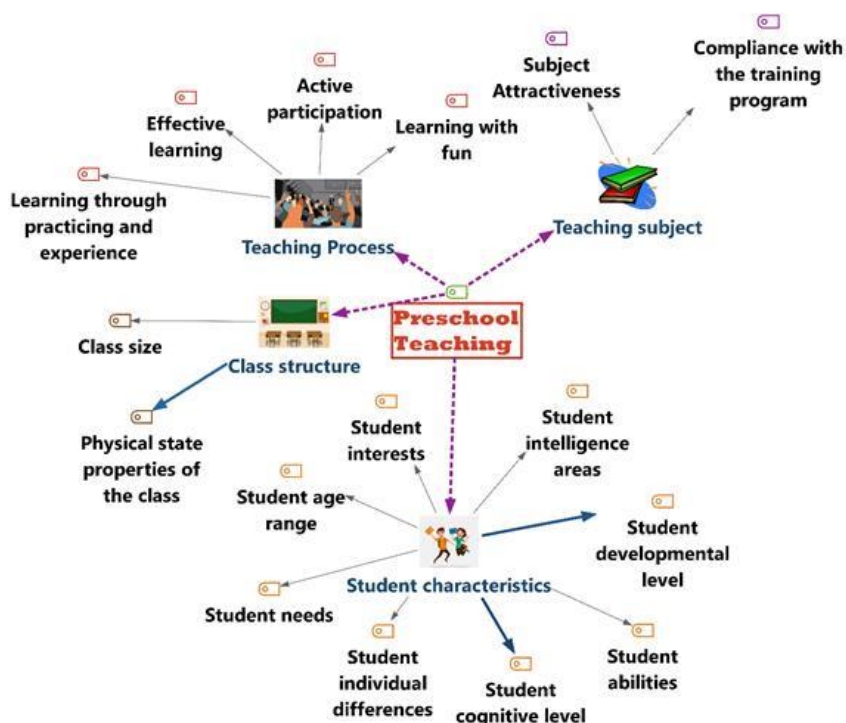 Compliance with
the training
program
Subject
Attractiveness
Active
participation
Effective
learning
Learning with
fun
Learning through
practicing and
experience
Teaching Process
Teaching subject
Preschool
Teaching
Class size
Class structure
Physical state
properties of
the class
Student
interests
Student
intelligence
areas
Student age
range
Student
developmental
level
Student characteristics
Student needs
Student
individual
differences
Student
cognitive level
Student
abilities